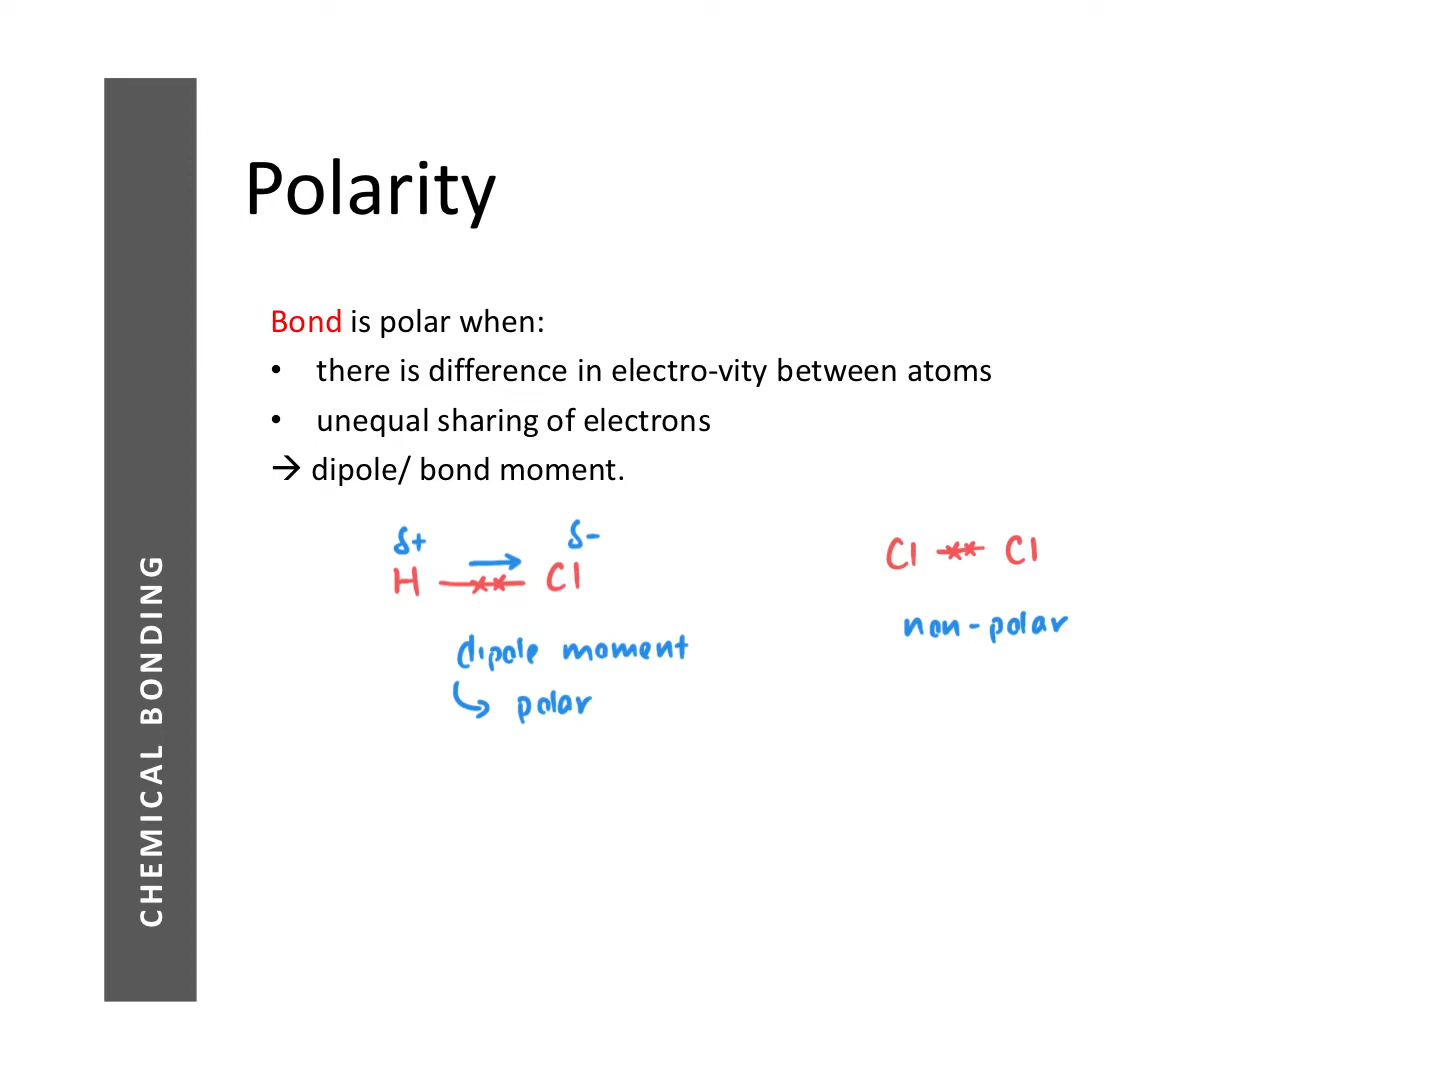 CHEMICAL BONDING
Polarity
Bond is polar when:
• there is difference in electro-vity between atoms
• unequal sharing of electrons
→ dipole/ bond moment.
δ+ δ-
H → Cl
Cl Cl
dipole moment
↳ polar
non-polar